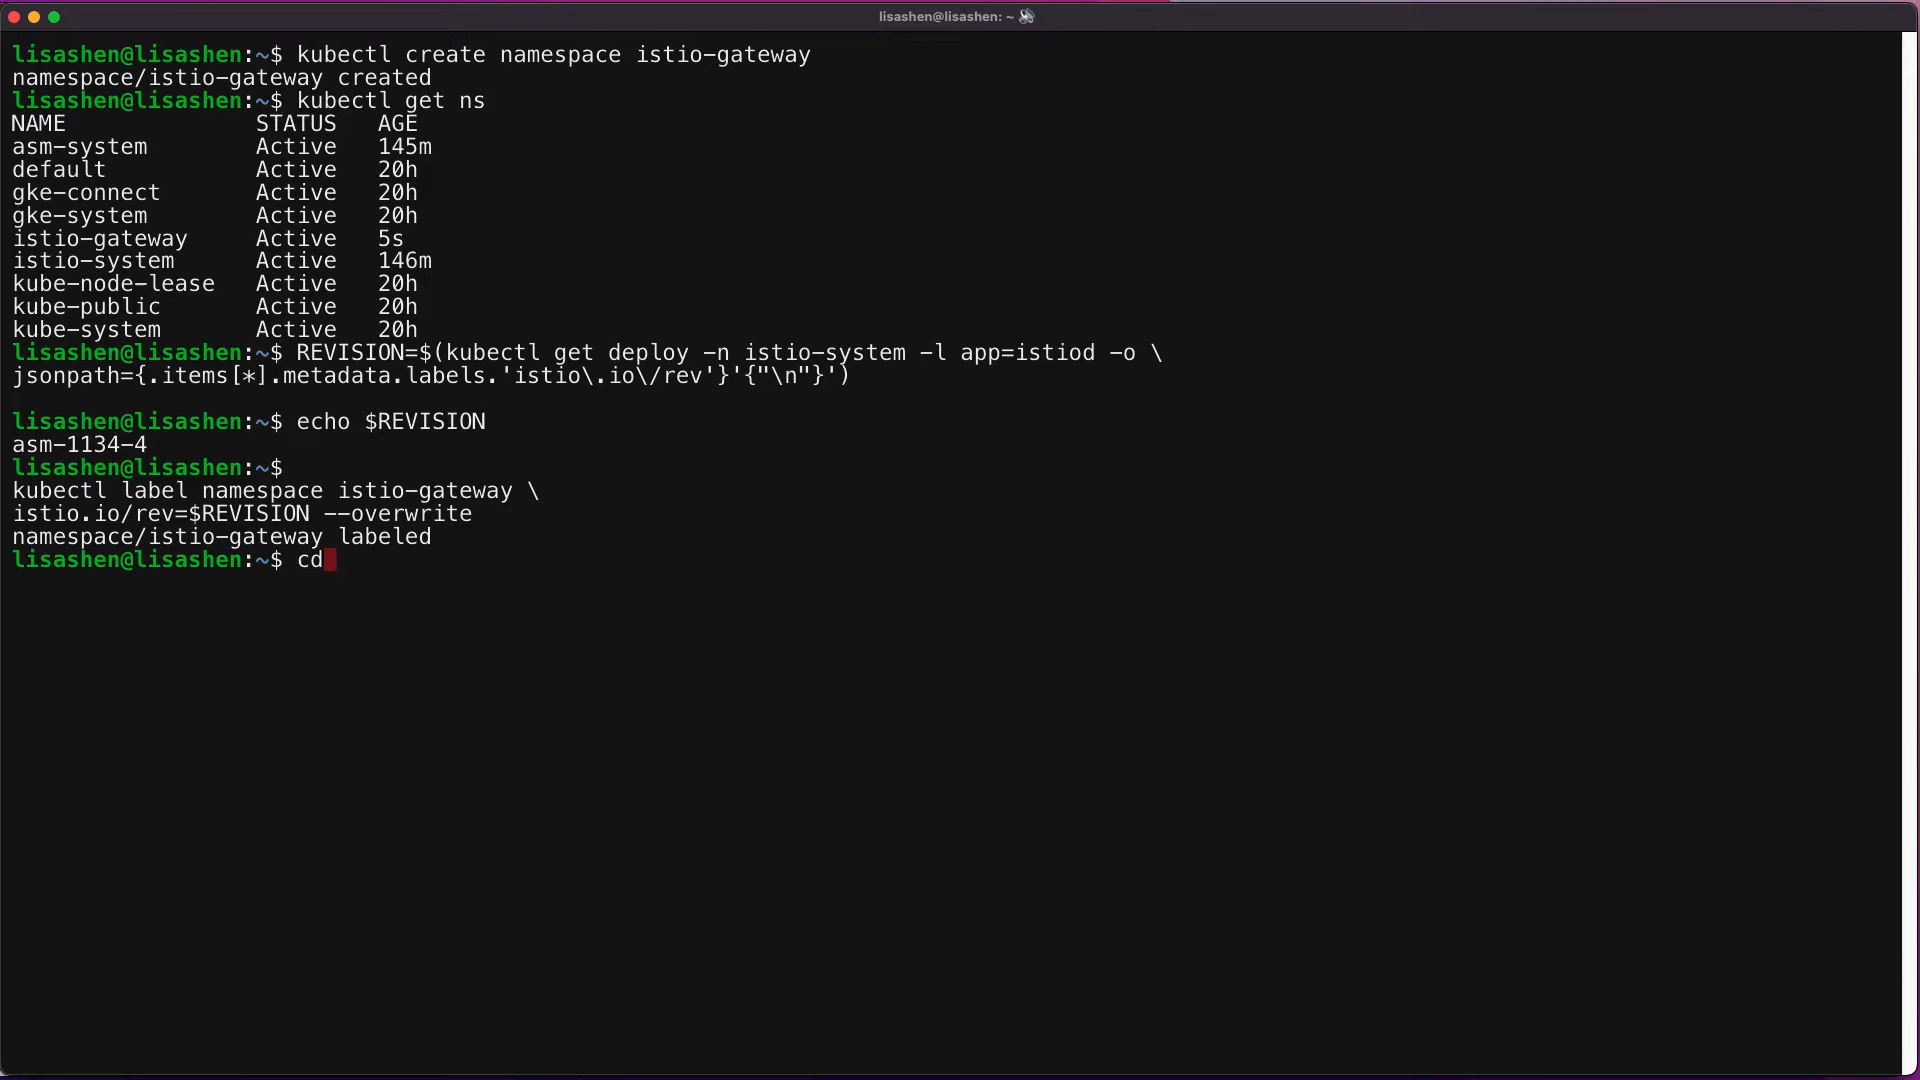 lisashen@lisashen: ~
lisashen@lisashen:~$ kubectl create namespace istio-gateway
namespace/istio-gateway created
lisashen@lisashen:~$ kubectl get ns
NAME              STATUS   AGE
asm-system        Active   145m
default           Active   20h
gke-connect       Active   20h
gke-system        Active   20h
istio-gateway     Active   5s
istio-system      Active   146m
kube-node-lease   Active   20h
kube-public       Active   20h
kube-system       Active   20h
lisashen@lisashen:~$ REVISION=$(kubectl get deploy -n istio-system -l app=istiod -o \
jsonpath={.items[*].metadata.labels.'istio\.io\/rev'}'{"\n"}')
lisashen@lisashen:~$ echo $REVISION
asm-1134-4
lisashen@lisashen:~$
kubectl label namespace istio-gateway \
istio.io/rev=$REVISION --overwrite
namespace/istio-gateway labeled
lisashen@lisashen:~$ cd